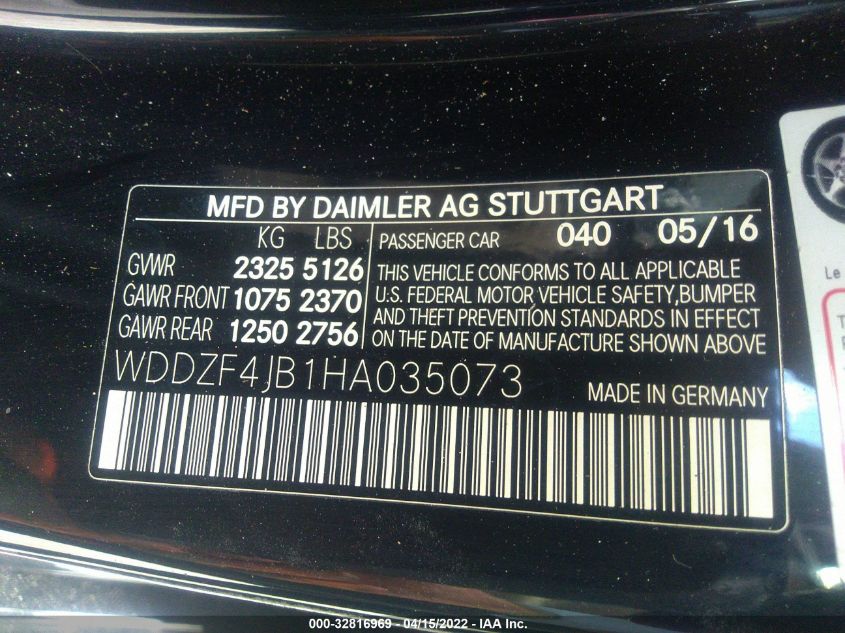 MFD BY DAIMLER AG STUTTGART
KG LBS
GVWR 2325 5126
GAWR FRONT 1075 2370
GAWR REAR 1250 2756
PASSENGER CAR 040 05/16
THIS VEHICLE CONFORMS TO ALL APPLICABLE
U.S. FEDERAL MOTOR VEHICLE SAFETY,BUMPER
AND THEFT PREVENTION STANDARDS IN EFFECT
ON THE DATE OF MANUFACTURE SHOWN ABOVE
WDDZF4JB1HA035073
MADE IN GERMANY
Le
000-32816969 - 04/15/2022 - IAA Inc.